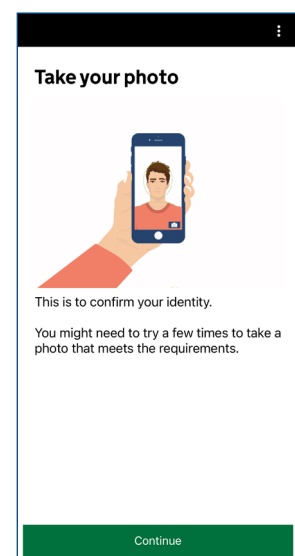 Take your photo
This is to confirm your identity.
You might need to try a few times to take a
photo that meets the requirements.
Continue